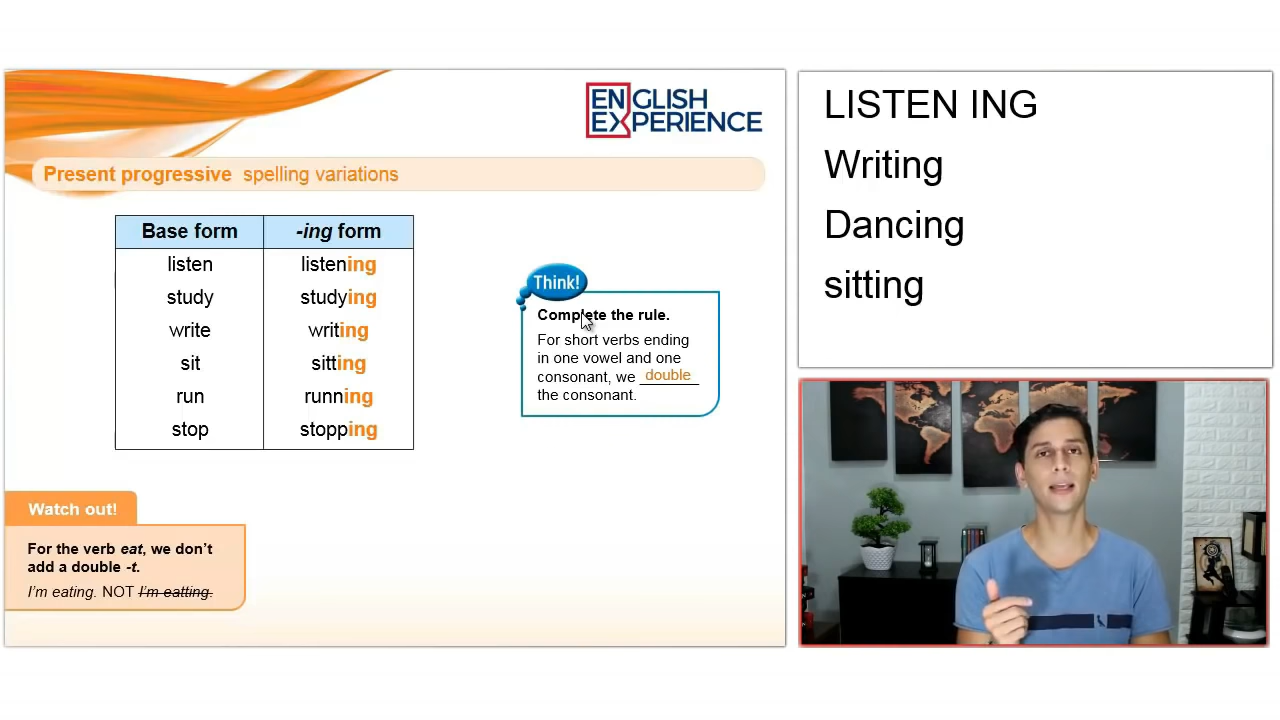 ENGLISH
EXPERIENCE
Present progressive spelling variations
Base form -ing form
listen listening
study studying
write writing
sit sitting
run running
stop stopping
Think!
Complete the rule.
For short verbs ending
in one vowel and one
consonant, we double
the consonant.
Watch out!
For the verb eat, we don't
add a double -t.
I'm eating. NOT I'm eatting.
LISTEN ING
Writing
Dancing
sitting